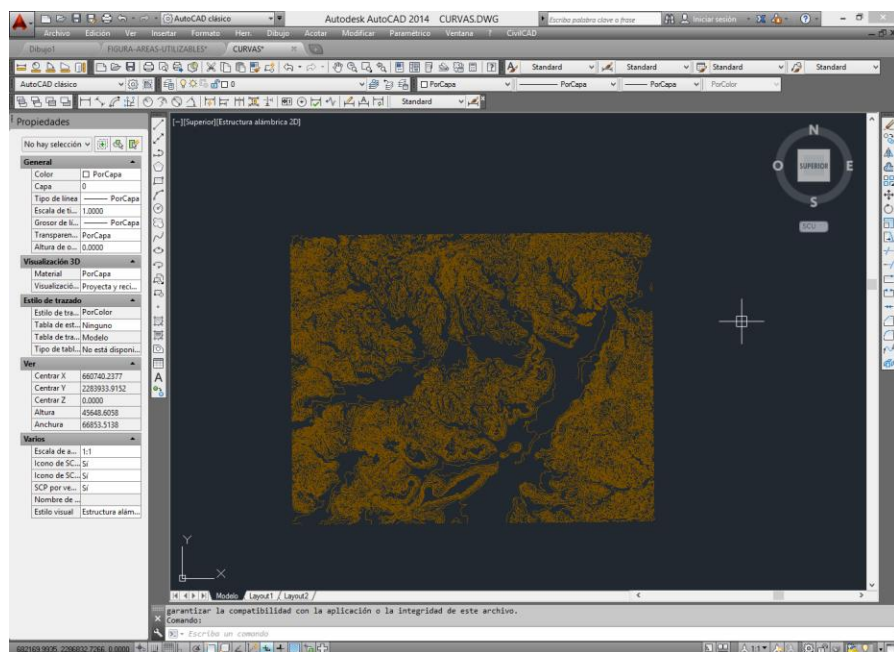 AutoCAD clásico
Autodesk AutoCAD 2014 CURVAS.DWG
Escriba palabra clave o frase
Iniciar sesión
Archivo Edición Ver Insertar Formato Herr. Dibujo Acotar Modificar Paramétrico Ventana ? CivilCAD
Dibujo1 FIGURA-AREAS-UTILIZABLES* CURVAS*
Standard Standard Standard Standard
AutoCAD clásico 0 PorCapa PorCapa PorCapa PorColor
Standard
Propiedades
[−][Superior][Estructura alámbrica 2D]
No hay selección
General
Color PorCapa
Capa 0
Tipo de línea PorCapa
Escala de ti... 1.0000
Grosor de lí... PorCapa
Transparen... PorCapa
Altura de o... 0.0000
Visualización 3D
Material PorCapa
Visualizació... Proyecta y reci...
Estilo de trazado
Estilo de tra... PorColor
Tabla de est... Ninguno
Tabla de tra... Modelo
Tipo de tabl... No está disponi...
Ver
Centrar X 660740.2377
Centrar Y 2283933.9152
Centrar Z 0.0000
Altura 45648.6058
Anchura 66853.5138
Varios
Escala de a... 1:1
Icono de SC... Sí
Icono de SC... Sí
SCP por ve... Sí
Nombre de ...
Estilo visual Estructura alám...
N
O SUPERIOR E
S
SCU
Y
X
Modelo Layout1 Layout2
garantizar la compatibilidad con la aplicación o la integridad de este archivo.
Comando:
Escriba un comando
682169.9935, 2286832.7266, 0.0000
1:1